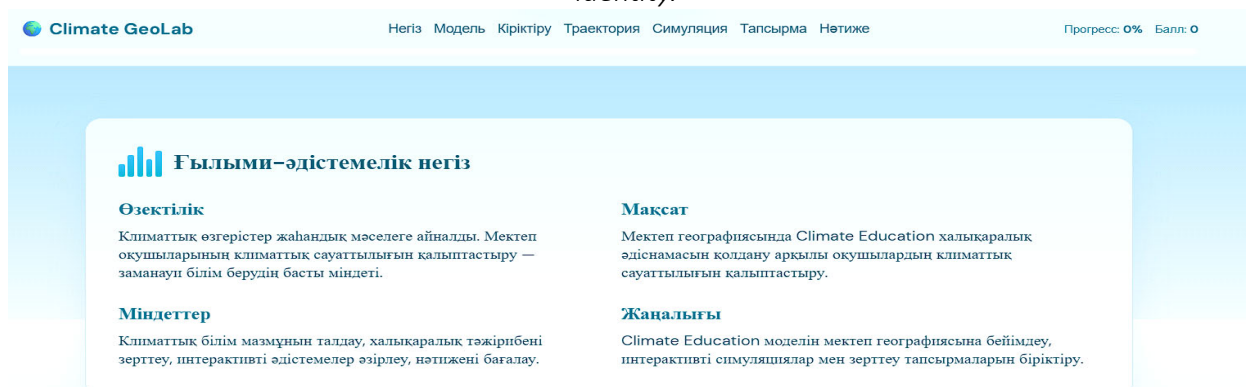 identity.
Climate GeoLab
Негіз Модель Кіріктіру Траектория Симуляция Тапсырма Нәтиже
Прогресс: 0% Балл: 0
Ғылыми-әдістемелік негіз
Өзектілік
Климаттық өзгерістер жаһандық мәселеге айналды. Мектеп
оқушыларының климаттық сауаттылығын қалыптастыру —
заманауи білім берудің басты міндеті.
Мақсат
Мектеп географиясында Climate Education халықаралық
әдіснамасын қолдану арқылы оқушылардың климаттық
сауаттылығын қалыптастыру.
Міндеттер
Климаттық білім мазмұнын талдау, халықаралық тәжірибені
зерттеу, интерактивті әдістемелер әзірлеу, нәтижені бағалау.
Жаңалығы
Climate Education моделін мектеп географиясына бейімдеу,
интерактивті симуляциялар мен зерттеу тапсырмаларын біріктіру.